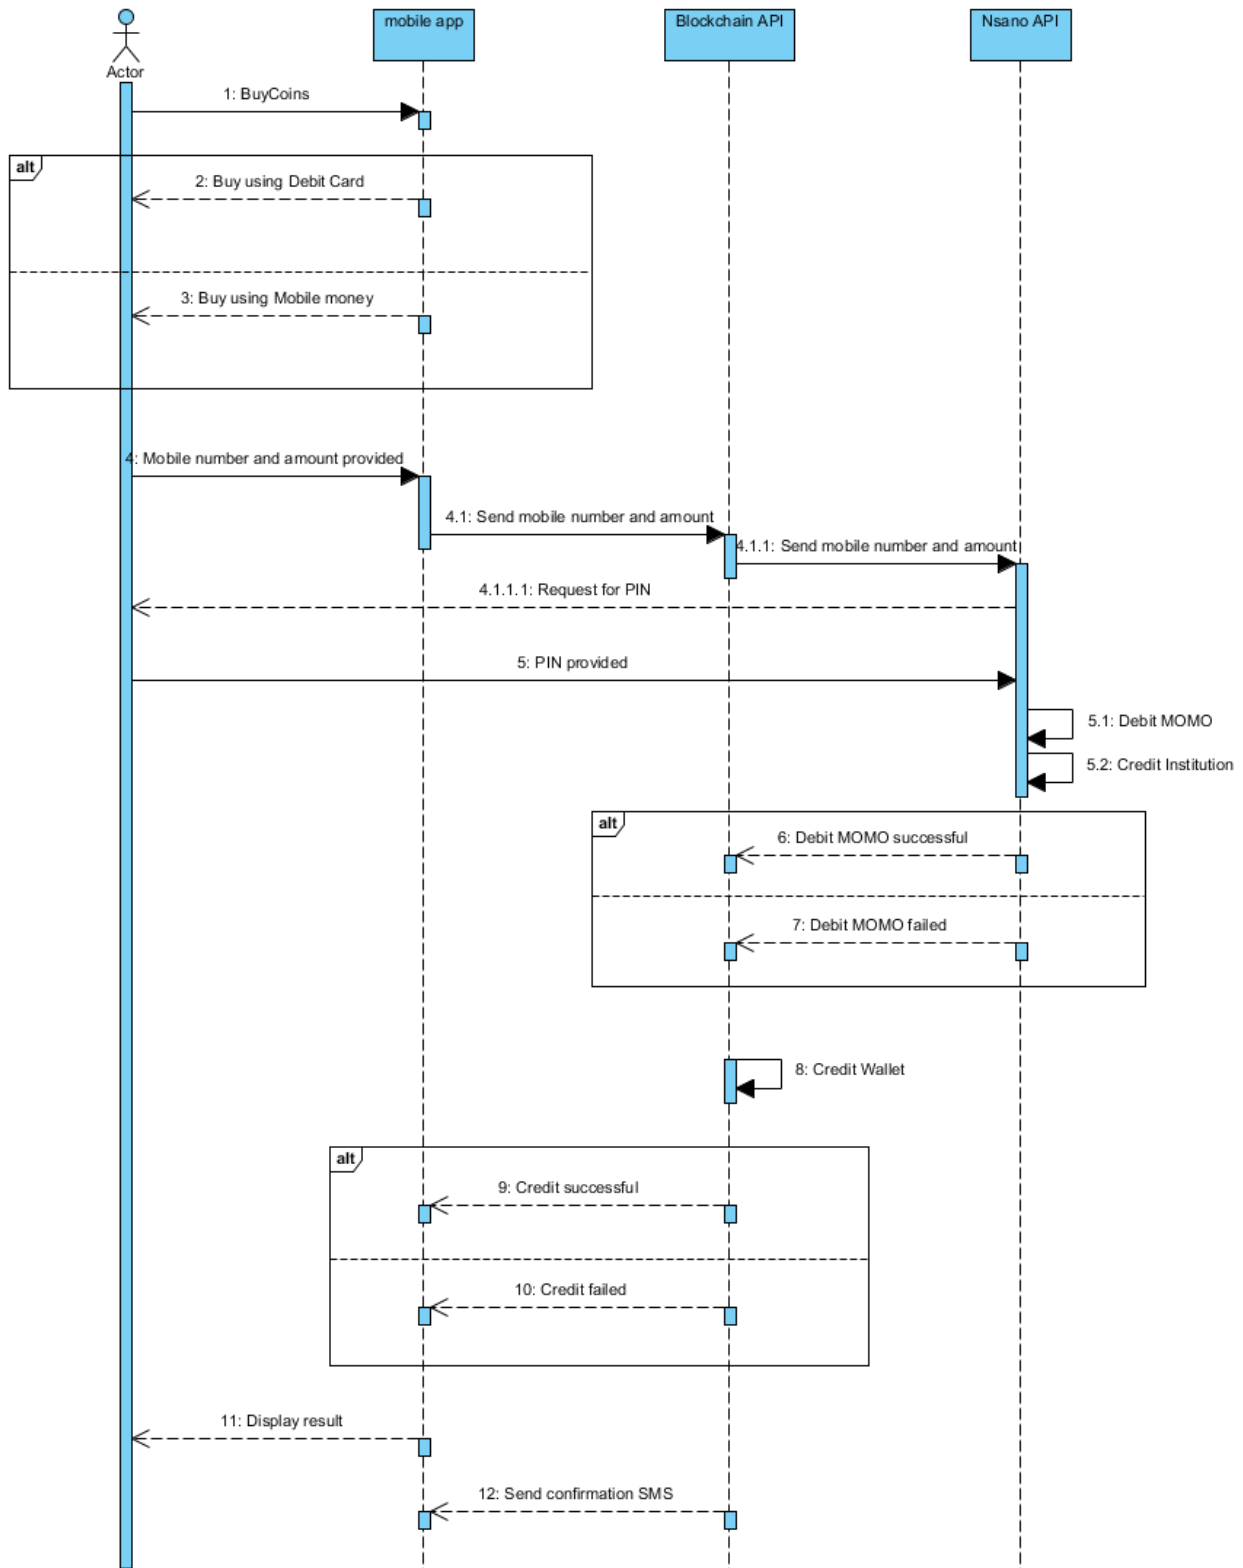 mobile app
Blockchain API
Nsano API
Actor
1: BuyCoins
alt
2: Buy using Debit Card
3: Buy using Mobile money
4: Mobile number and amount provided
4.1: Send mobile number and amount
4.1.1: Send mobile number and amount
4.1.1.1: Request for PIN
5: PIN provided
5.1: Debit MOMO
5.2: Credit Institution
alt
6: Debit MOMO successful
7: Debit MOMO failed
8: Credit Wallet
alt
9: Credit successful
10: Credit failed
11: Display result
12: Send confirmation SMS